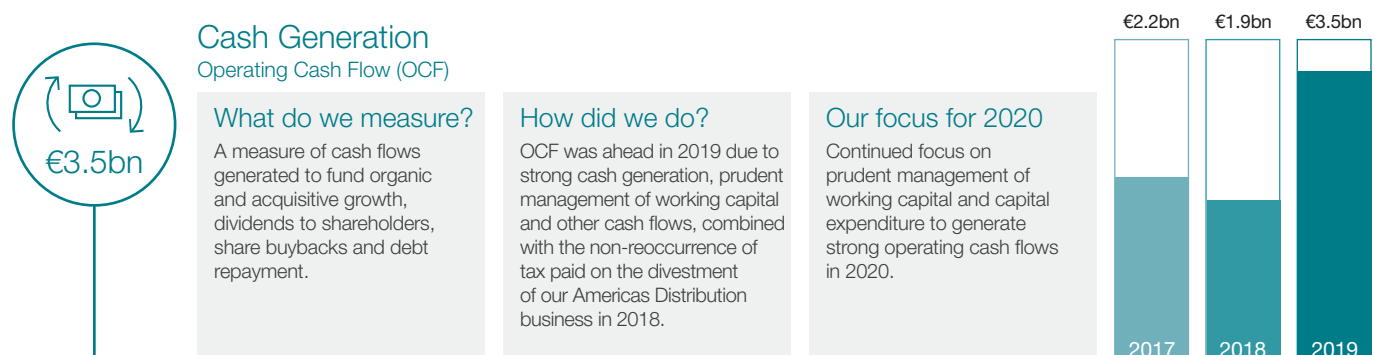 €3.5bn
Cash Generation
Operating Cash Flow (OCF)
What do we measure?
A measure of cash flows
generated to fund organic
and acquisitive growth,
dividends to shareholders,
share buybacks and debt
repayment.
How did we do?
OCF was ahead in 2019 due to
strong cash generation, prudent
management of working capital
and other cash flows, combined
with the non-reoccurrence of
tax paid on the divestment
of our Americas Distribution
business in 2018.
Our focus for 2020
Continued focus on
prudent management of
working capital and capital
expenditure to generate
strong operating cash flows
in 2020.
€2.2bn €1.9bn €3.5bn
2017 2018 2019